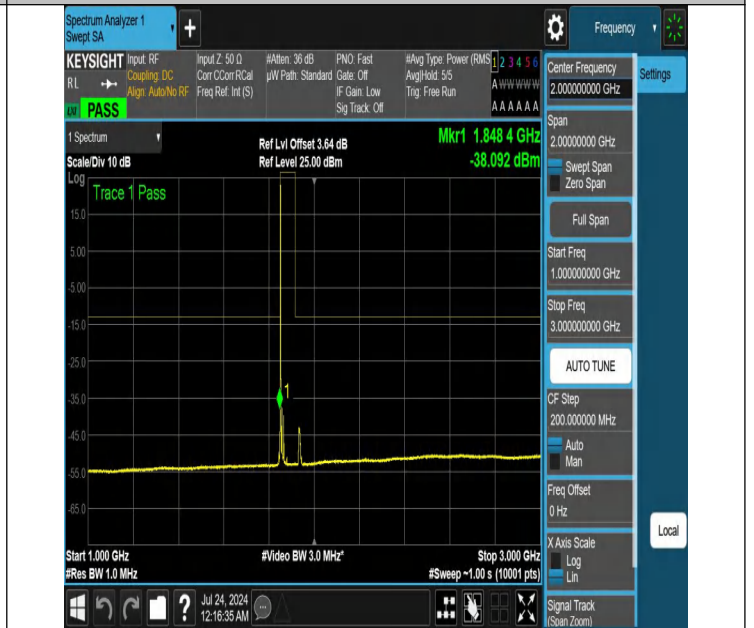 Spectrum Analyzer 1
Swept SA
+
Frequency
KEYSIGHT
RL
PASS
Input: RF
Coupling: DC
Align: Auto/No RF
Input Z: 50 Ω
Corr CCorr RCal
Freq Ref: Int (S)
#Atten: 36 dB
µW Path: Standard
PNO: Fast
Gate: Off
IF Gain: Low
Sig Track: Off
#Avg Type: Power (RMS
Avg|Hold: 5/5
Trig: Free Run
1 2 3 4 5 6
A W W W W W
A A A A A A
1 Spectrum
Scale/Div 10 dB
Ref Lvl Offset 3.64 dB
Ref Level 25.00 dBm
Mkr1 1.848 4 GHz
-38.092 dBm
Log
Trace 1 Pass
15.0
5.00
-5.00
-15.0
-25.0
-35.0
-45.0
-55.0
-65.0
1
Start 1.000 GHz
#Res BW 1.0 MHz
#Video BW 3.0 MHz*
Stop 3.000 GHz
#Sweep ~1.00 s (10001 pts)
Center Frequency
2.000000000 GHz
Settings
Span
2.00000000 GHz
Swept Span
Zero Span
Full Span
Start Freq
1.000000000 GHz
Stop Freq
3.000000000 GHz
AUTO TUNE
CF Step
200.000000 MHz
Auto
Man
Freq Offset
0 Hz
X Axis Scale
Log
Lin
Local
Signal Track
(Span Zoom)
?
Jul 24, 2024
12:16:35 AM